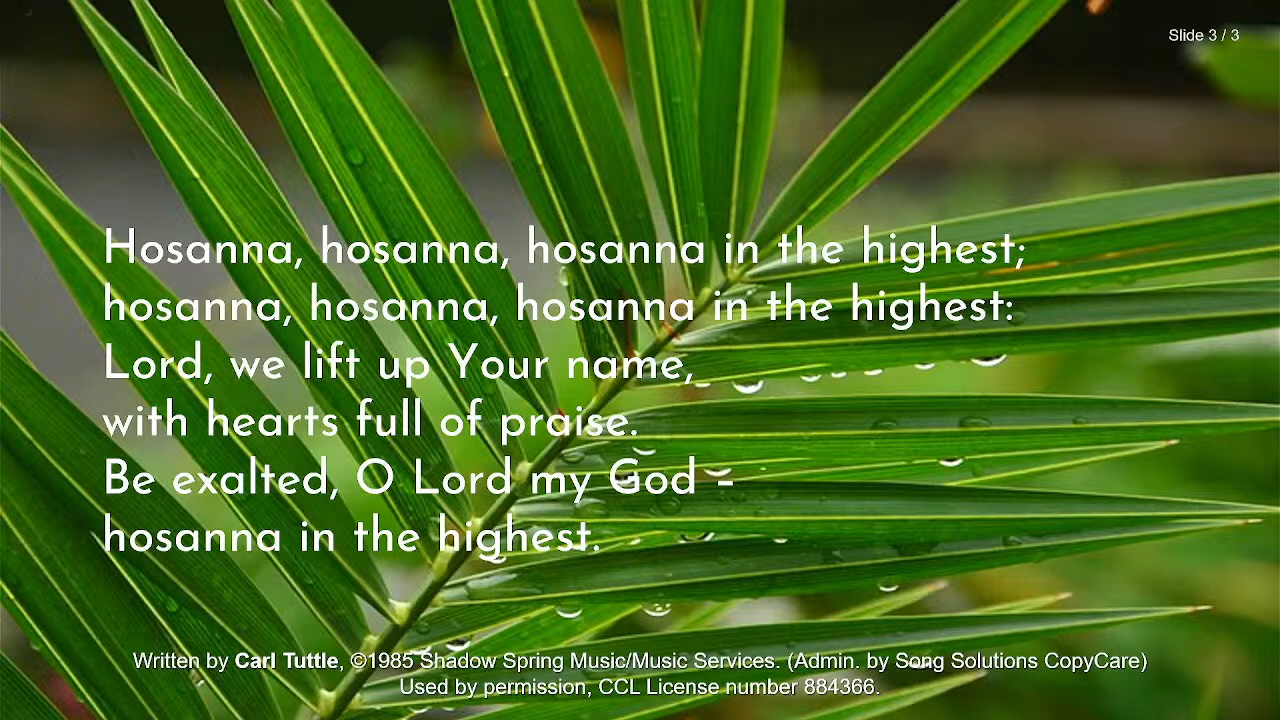 Slide 3 / 3
Hosanna, hosanna, hosanna in the highest;
hosanna, hosanna, hosanna in the highest:
Lord, we lift up Your name,
with hearts full of praise.
Be exalted, O Lord my God –
hosanna in the highest.
Written by Carl Tuttle, ©1985 Shadow Spring Music/Music Services. (Admin. by Song Solutions CopyCare)
Used by permission, CCL License number 884366.